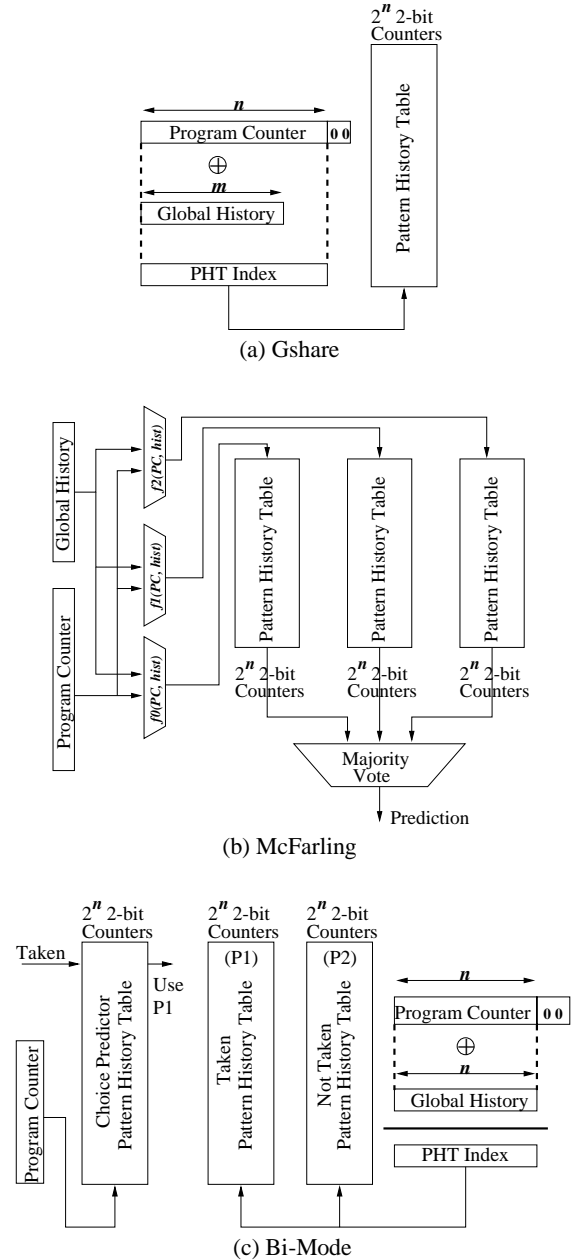 2^n 2-bit
Counters
n
Program Counter
0 0
⊕
m
Global History
PHT Index
Pattern History Table
(a) Gshare
Global History
Program Counter
f2(PC, hist)
f1(PC, hist)
f0(PC, hist)
Pattern History Table
Pattern History Table
Pattern History Table
2^n 2-bit
Counters
2^n 2-bit
Counters
2^n 2-bit
Counters
Majority
Vote
Prediction
(b) McFarling
2^n 2-bit
Counters
Taken
Choice Predictor
Pattern History Table
Use
P1
Program Counter
2^n 2-bit
Counters
(P1)
Taken
Pattern History Table
2^n 2-bit
Counters
(P2)
Not Taken
Pattern History Table
n
Program Counter
0 0
⊕
n
Global History
PHT Index
(c) Bi-Mode